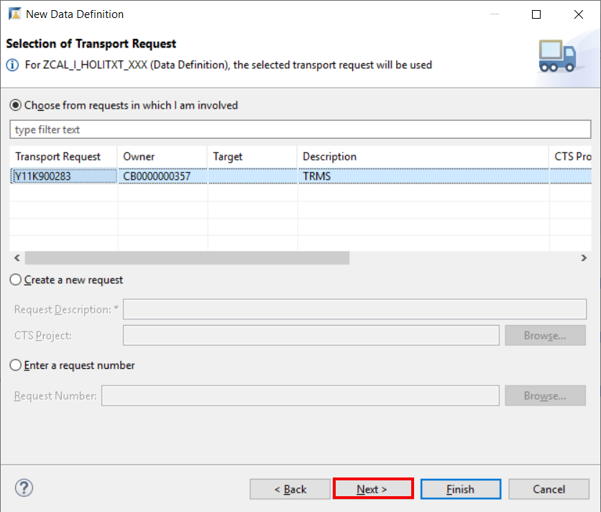 New Data Definition
Selection of Transport Request
For ZCAL_I_HOLITXT_XXX (Data Definition), the selected transport request will be used
Choose from requests in which I am involved
type filter text
Transport Request Owner Target Description CTS Pro
Y11K900283 CB0000000357 TRMS
Create a new request
Request Description: *
CTS Project: Browse...
Enter a request number
Request Number: Browse...
? < Back Next > Finish Cancel